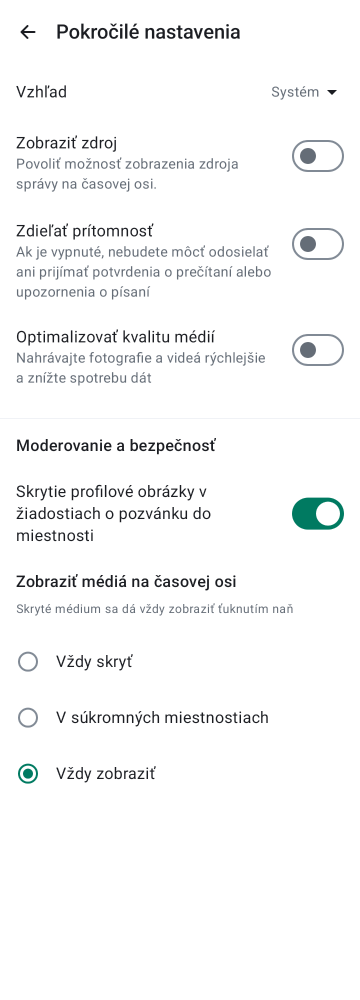 Pokročilé nastavenia
Vzhľad
Systém
Zobraziť zdroj
Povoliť možnosť zobrazenia zdroja
správy na časovej osi.
Zdieľať prítomnosť
Ak je vypnuté, nebudete môcť odosielať
ani prijímať potvrdenia o prečítaní alebo
upozornenia o písaní
Optimalizovať kvalitu médií
Nahrávajte fotografie a videá rýchlejšie
a znížte spotrebu dát
Moderovanie a bezpečnosť
Skrytie profilové obrázky v
žiadostiach o pozvánku do
miestnosti
Zobraziť médiá na časovej osi
Skryté médium sa dá vždy zobraziť ťuknutím naň
Vždy skryť
V súkromných miestnostiach
Vždy zobraziť